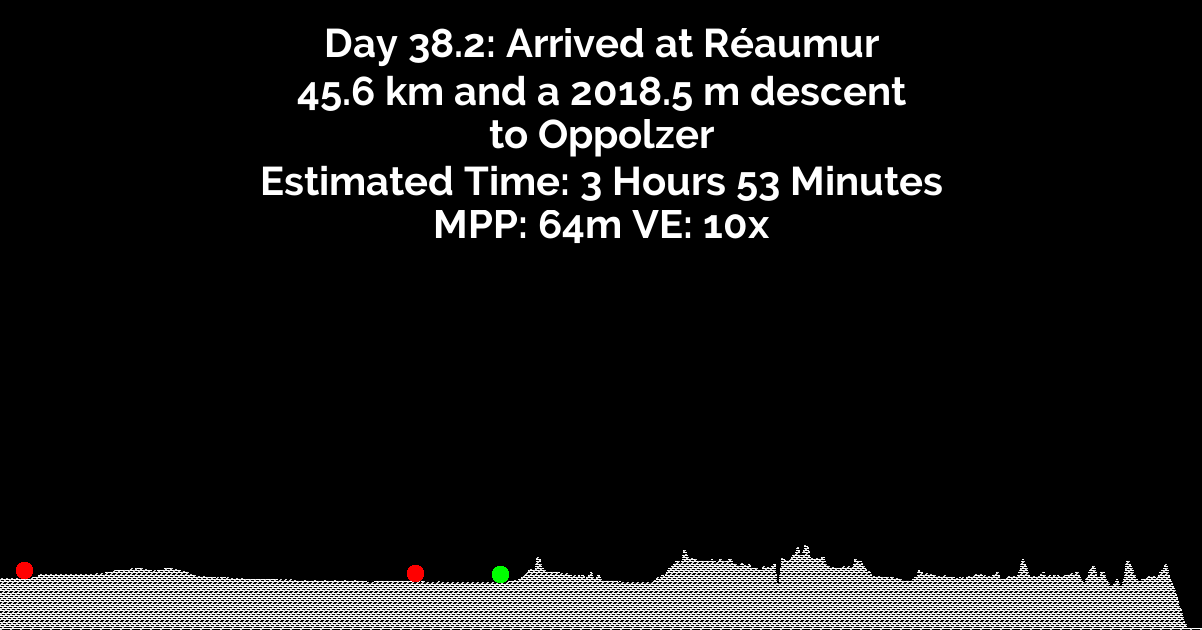 Day 38.2: Arrived at Réaumur
45.6 km and a 2018.5 m descent
to Oppolzer
Estimated Time: 3 Hours 53 Minutes
MPP: 64m VE: 10x